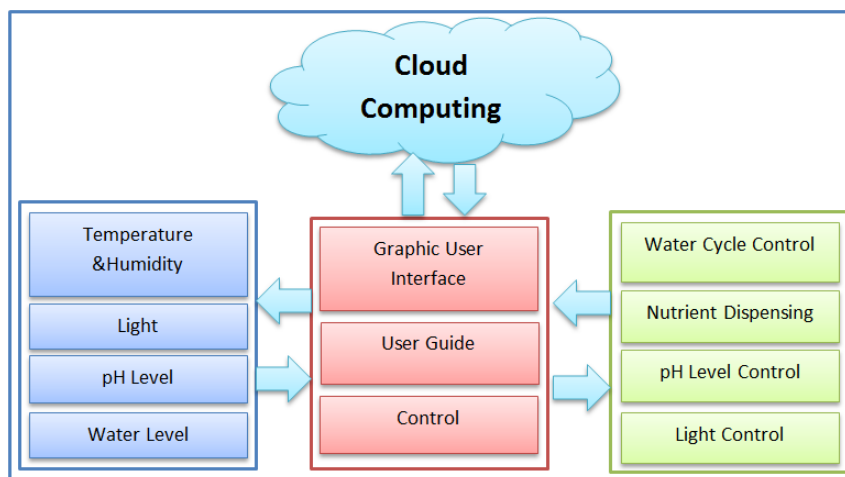 Cloud
Computing
Temperature
&Humidity
Light
pH Level
Water Level
Graphic User
Interface
User Guide
Control
Water Cycle Control
Nutrient Dispensing
pH Level Control
Light Control